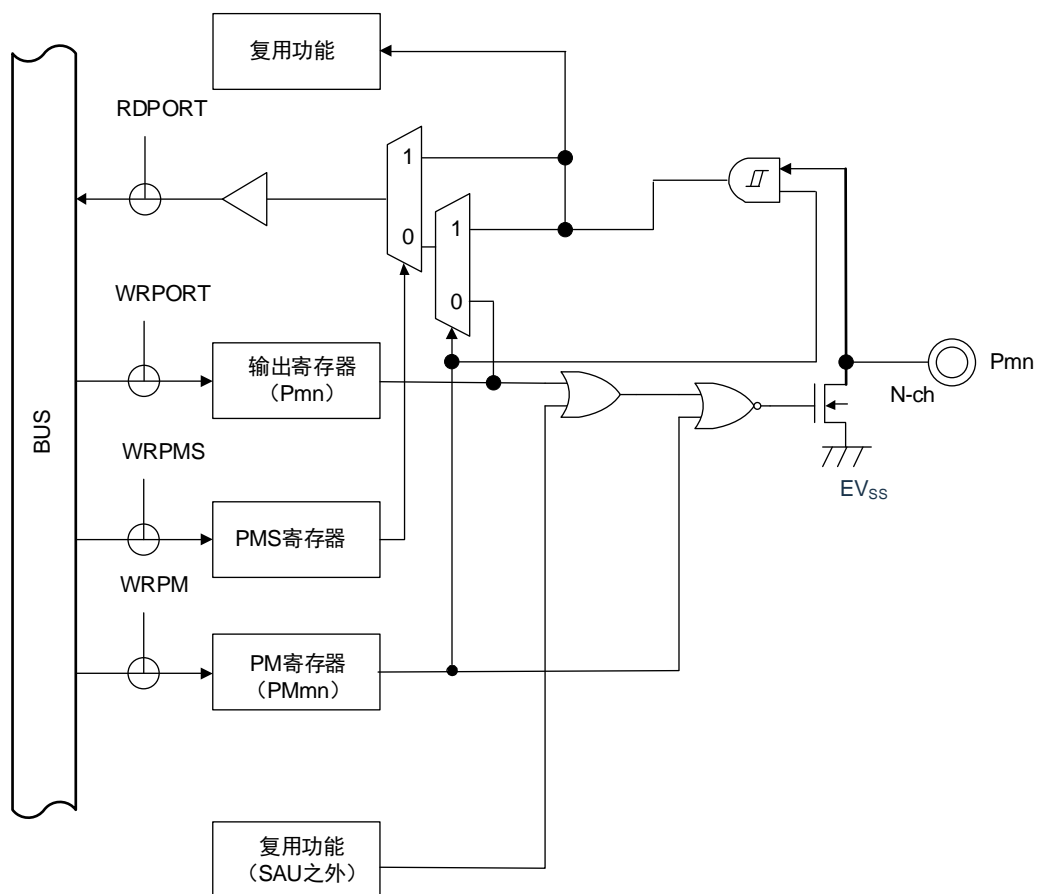 复用功能
RDPORT
1
0
1
0
WRPORT
输出寄存器
（Pmn）
Pmn
N-ch
EVSS
BUS
WRPMS
PMS寄存器
WRPM
PM寄存器
（PMmn）
复用功能
（SAU之外）